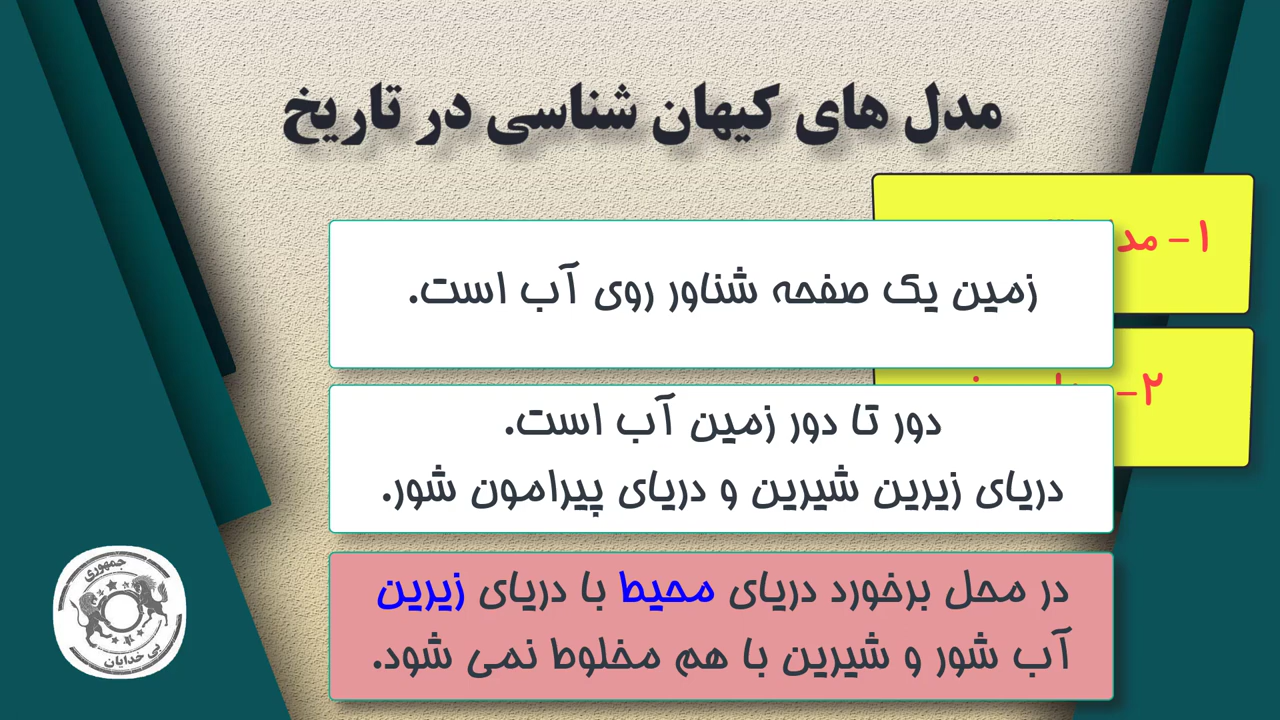 مدل های کیهان شناسی در تاریخ
۱- مد
زمین یک صفحه شناور روی آب است.
۲-
دور تا دور زمین آب است.
دریای زیرین شیرین و دریای پیرامون شور.
در محل برخورد دریای محیط با دریای زیرین
آب شور و شیرین با هم مخلوط نمی شود.
جمهوری
بی خدایان